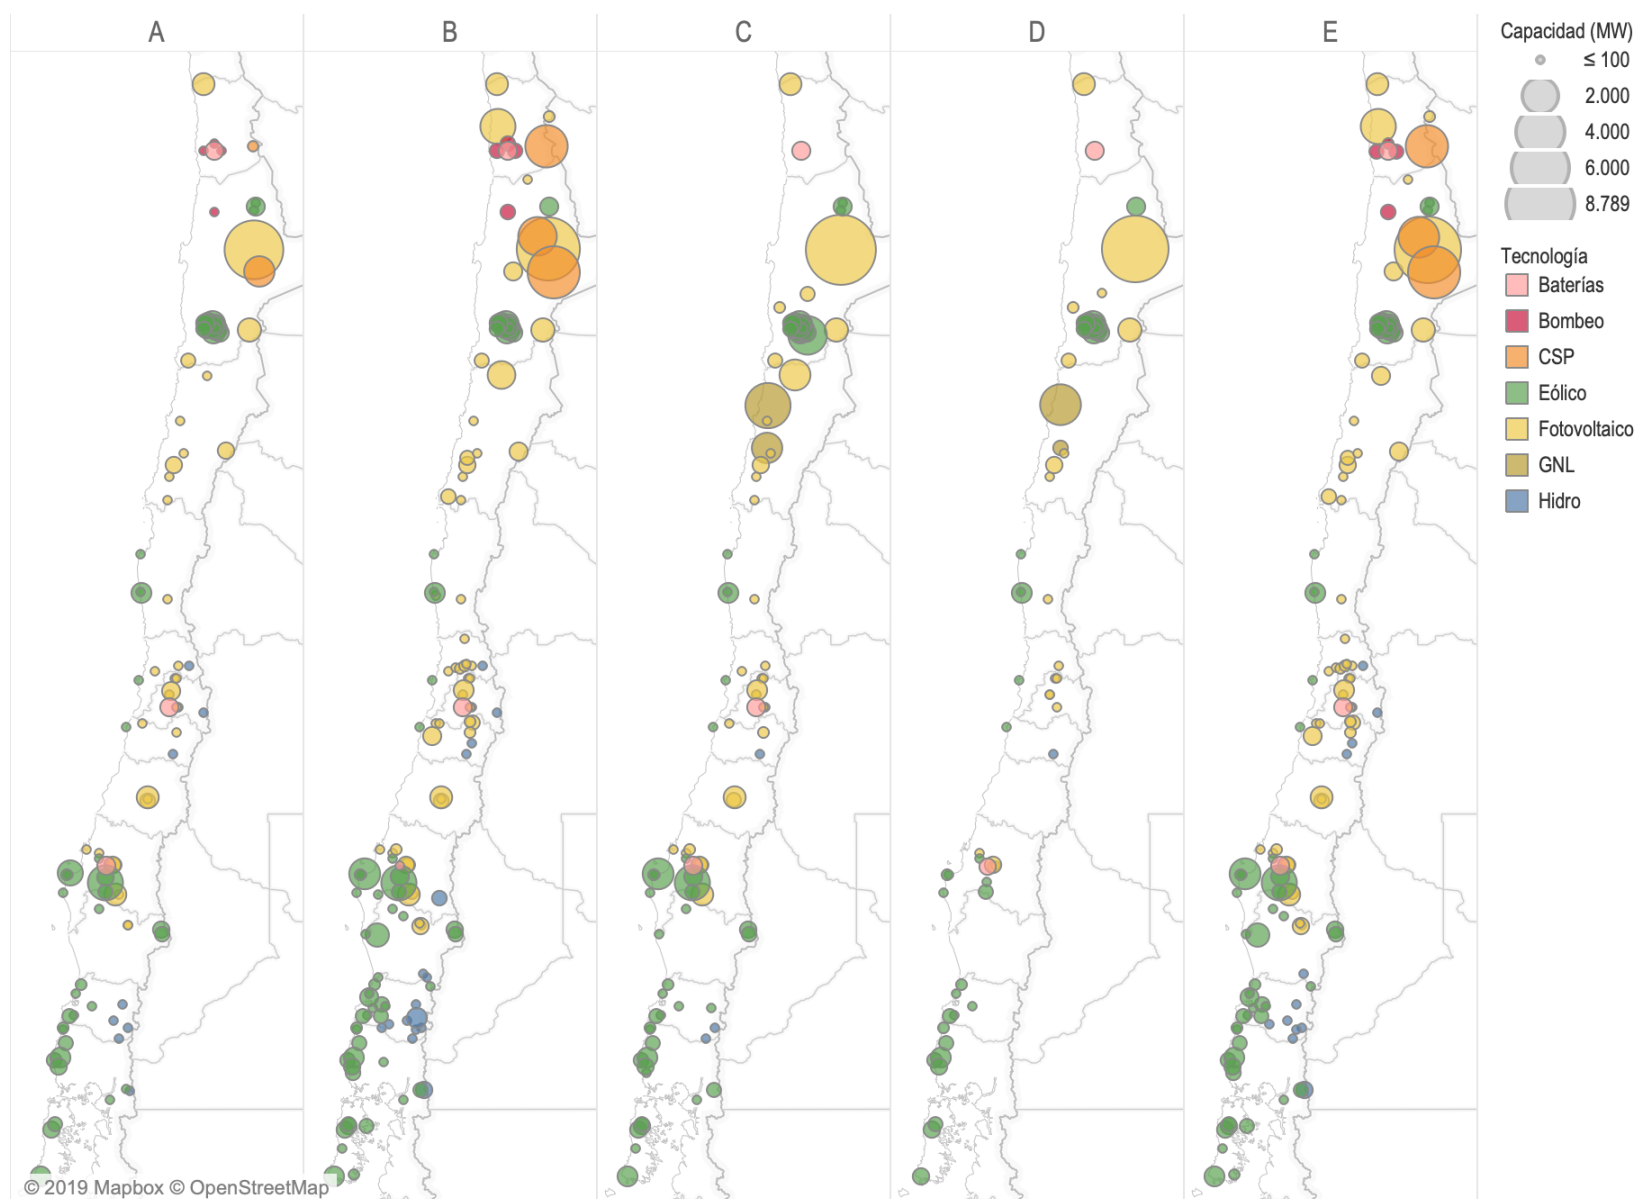 A B C D E
Capacidad (MW)
≤ 100
2.000
4.000
6.000
8.789
Tecnología
Baterías
Bombeo
CSP
Eólico
Fotovoltaico
GNL
Hidro
© 2019 Mapbox © OpenStreetMap